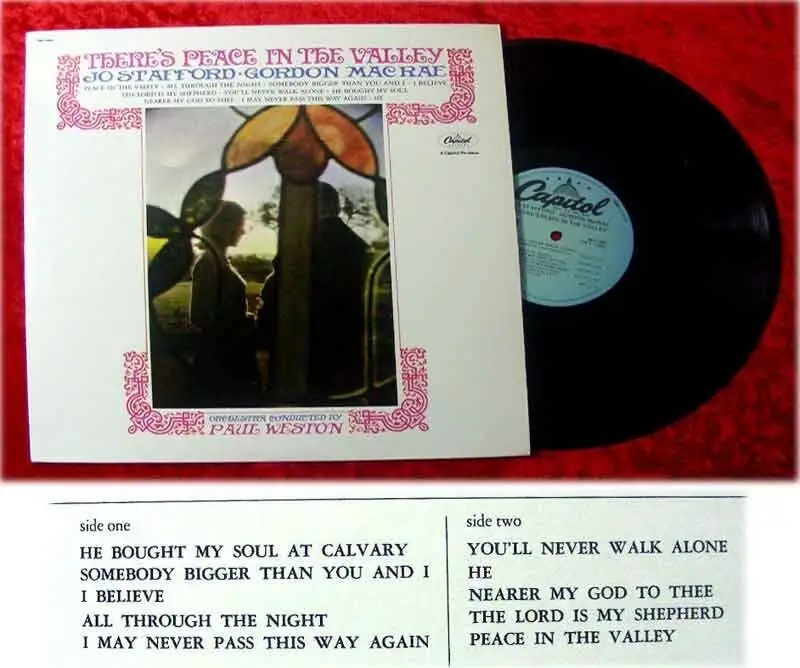 THERE'S PEACE IN THE VALLEY
JO STAFFORD · GORDON MAC RAE
PEACE IN THE VALLEY · ALL THROUGH THE NIGHT · SOMEBODY BIGGER THAN YOU AND I · I BELIEVE
THE LORD IS MY SHEPHERD · YOU'LL NEVER WALK ALONE · HE BOUGHT MY SOUL
NEARER MY GOD TO THEE · I MAY NEVER PASS THIS WAY AGAIN · HE
Capitol
ORCHESTRA CONDUCTED BY
PAUL WESTON
Capitol
side one
HE BOUGHT MY SOUL AT CALVARY
SOMEBODY BIGGER THAN YOU AND I
I BELIEVE
ALL THROUGH THE NIGHT
I MAY NEVER PASS THIS WAY AGAIN
side two
YOU'LL NEVER WALK ALONE
HE
NEARER MY GOD TO THEE
THE LORD IS MY SHEPHERD
PEACE IN THE VALLEY